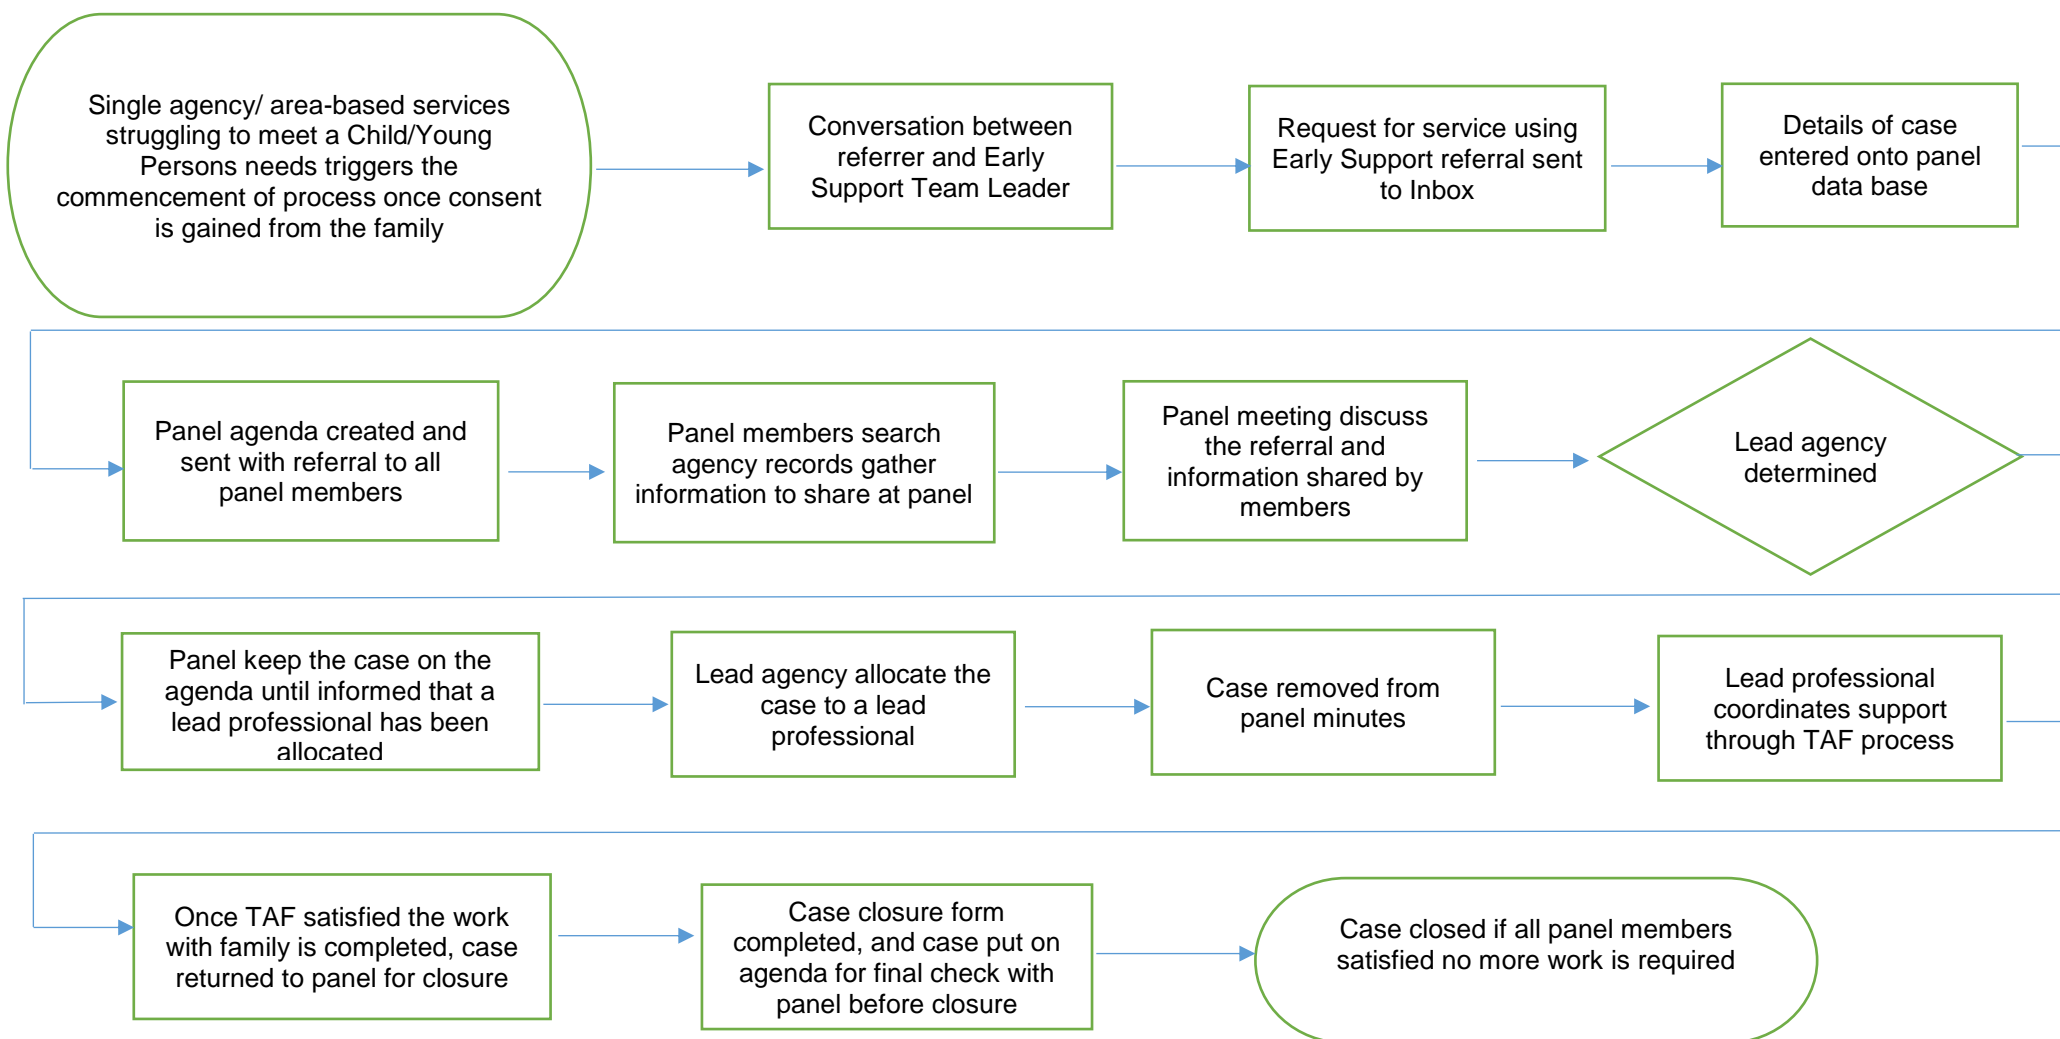 Single agency/ area-based services
struggling to meet a Child/Young
Persons needs triggers the
commencement of process once consent
is gained from the family
Conversation between
referrer and Early
Support Team Leader
Request for service using
Early Support referral sent
to Inbox
Details of case
entered onto panel
data base
Panel agenda created and
sent with referral to all
panel members
Panel members search
agency records gather
information to share at panel
Panel meeting discuss
the referral and
information shared by
members
Lead agency
determined
Panel keep the case on the
agenda until informed that a
lead professional has been
allocated
Lead agency allocate the
case to a lead
professional
Case removed from
panel minutes
Lead professional
coordinates support
through TAF process
Once TAF satisfied the work
with family is completed, case
returned to panel for closure
Case closure form
completed, and case put on
agenda for final check with
panel before closure
Case closed if all panel members
satisfied no more work is required